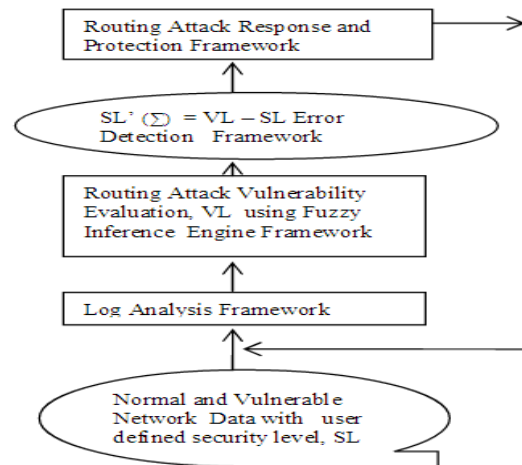 Routing Attack Response and
Protection Framework
SL' (∑) = VL – SL Error
Detection Framework
Routing Attack Vulnerability
Evaluation, VL using Fuzzy
Inference Engine Framework
Log Analysis Framework
Normal and Vulnerable
Network Data with user
defined security level, SL